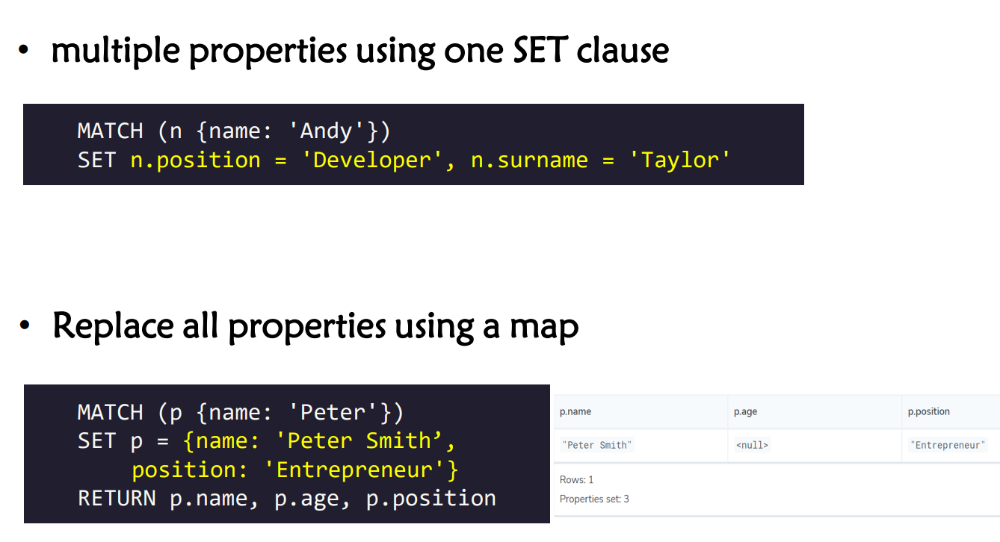 • multiple properties using one SET clause
MATCH (n {name: 'Andy'})
SET n.position = 'Developer', n.surname = 'Taylor'
• Replace all properties using a map
MATCH (p {name: 'Peter'})
SET p = {name: 'Peter Smith’,
position: 'Entrepreneur'}
RETURN p.name, p.age, p.position
p.name p.age p.position
"Peter Smith" <null> "Entrepreneur"
Rows: 1
Properties set: 3